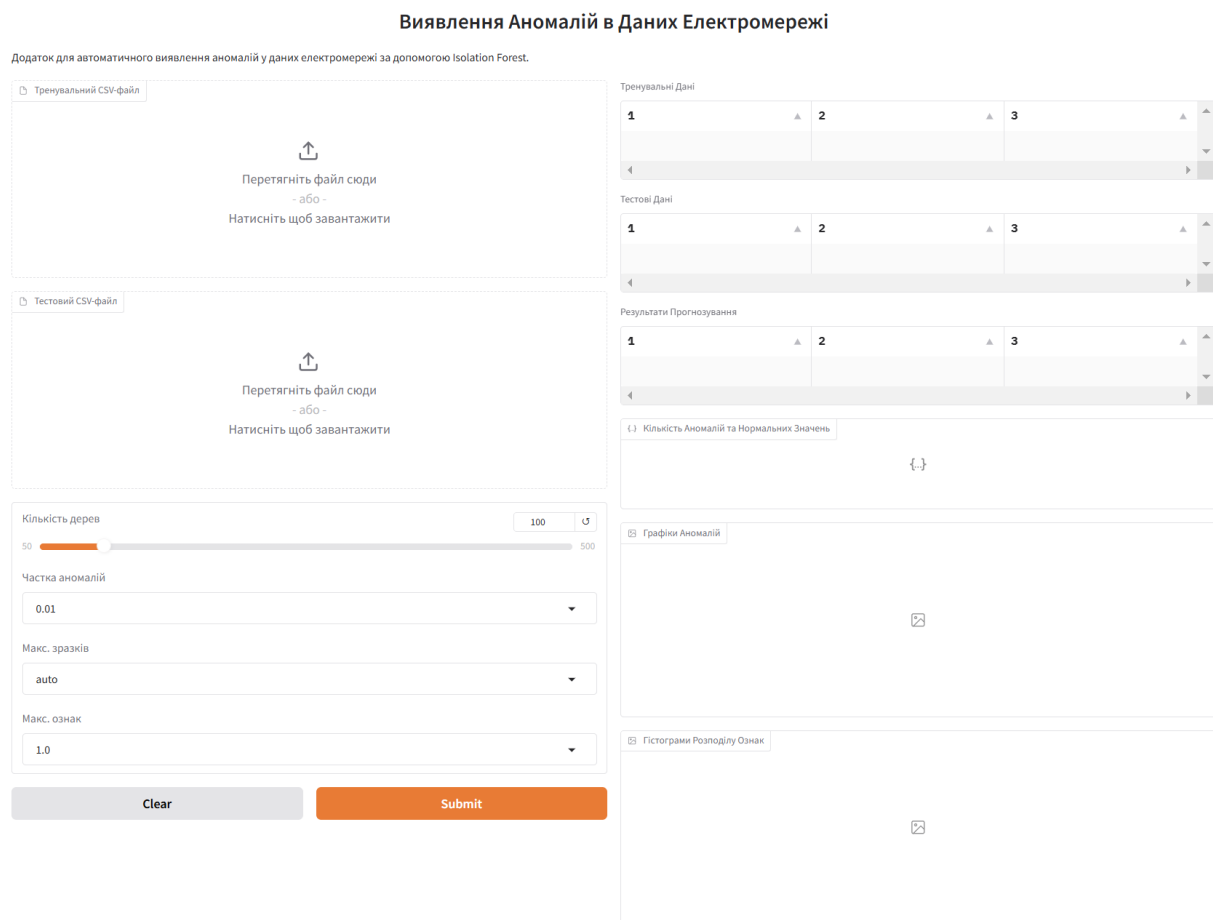 Виявлення Аномалій в Даних Електромережі
Додаток для автоматичного виявлення аномалій у даних електромережі за допомогою Isolation Forest.
Тренувальний CSV-файл
Перетягніть файл сюди
- або -
Натисніть щоб завантажити
Тестовий CSV-файл
Перетягніть файл сюди
- або -
Натисніть щоб завантажити
Кількість дерев
100
50
500
Частка аномалій
0.01
Макс. зразків
auto
Макс. ознак
1.0
Clear
Submit
Тренувальні Дані
1 2 3
Тестові Дані
1 2 3
Результати Прогнозування
1 2 3
{.} Кількість Аномалій та Нормальних Значень
{...}
Графіки Аномалій
Гістограми Розподілу Ознак